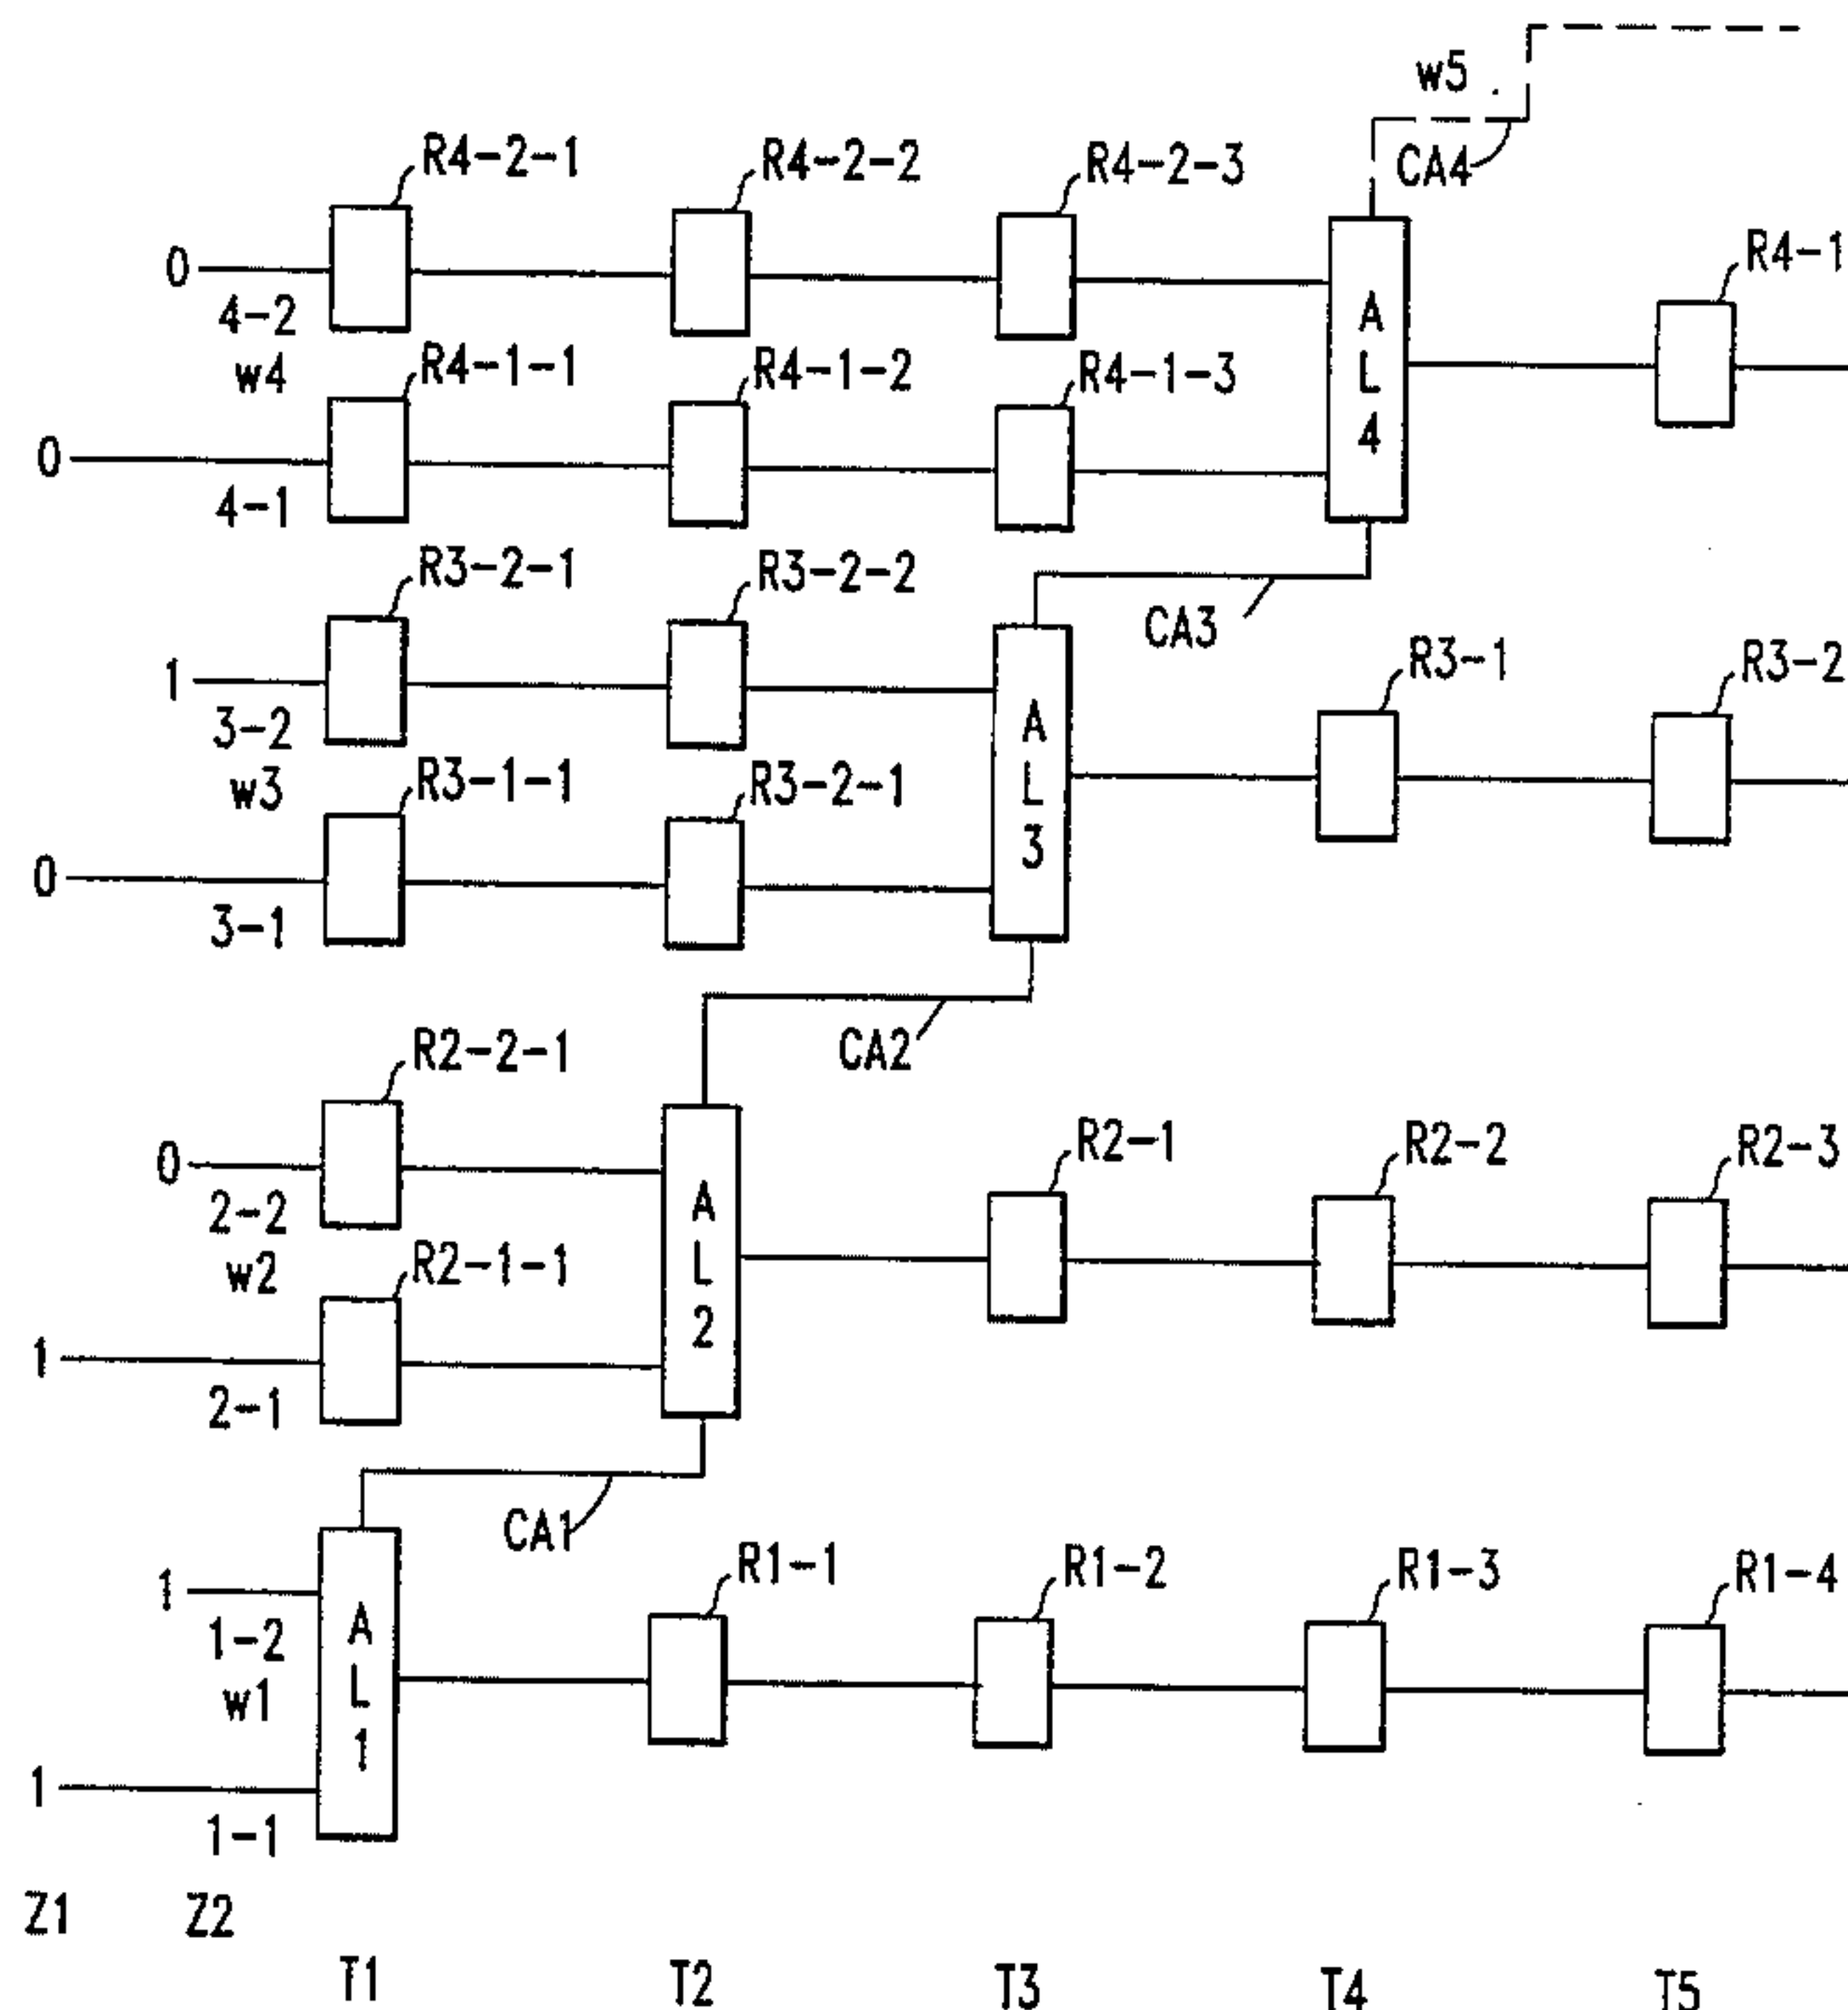 w5
CA4
R4-2-1
R4-2-2
R4-2-3
0
4-2
w4
R4-1-1
R4-1-2
R4-1-3
A
L
4
R4-1
0
4-1
R3-2-1
R3-2-2
CA3
1
3-2
w3
R3-1-1
R3-2-1
A
L
3
R3-1
R3-2
0
3-1
CA2
R2-2-1
0
2-2
w2
R2-1-1
A
L
2
R2-1
R2-2
R2-3
1
2-1
CA1
1
1-2
w1
A
L
1
R1-1
R1-2
R1-3
R1-4
1
1-1
Z1 Z2
T1 T2 T3 T4 T5